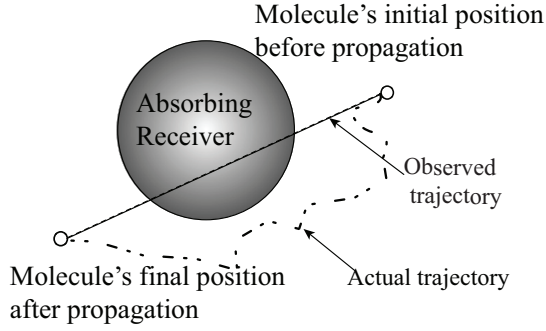 Molecule's initial position
before propagation
Absorbing
Receiver
Observed
trajectory
Molecule's final position
after propagation
Actual trajectory